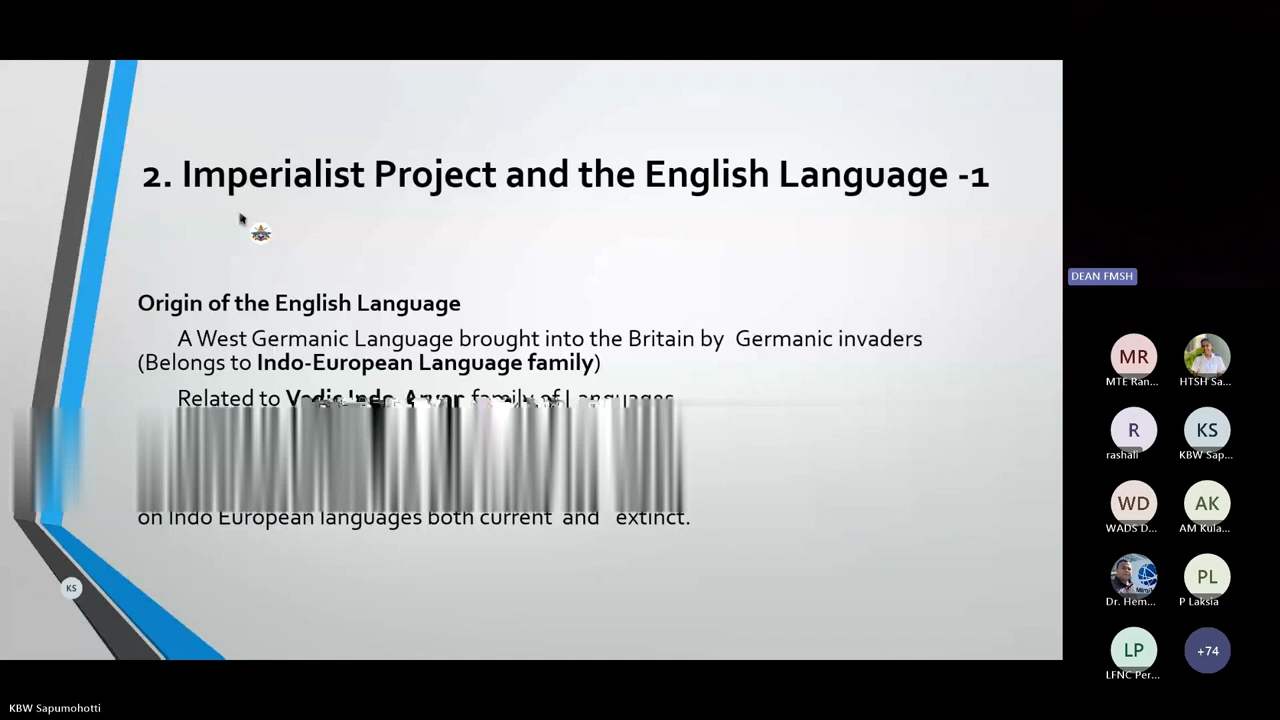 2. Imperialist Project and the English Language -1
Origin of the English Language
A West Germanic Language brought into the Britain by Germanic invaders
(Belongs to Indo-European Language family)
Related to Vedic Indo Aryan family of Languages
on Indo European languages both current and extinct.
KS
KBW Sapumohotti
DEAN FMSH
MR
MTE Ran...
HTSH Sa...
R
rashali
KS
KBW Sap...
WD
WADS D...
AK
AM Kula...
Dr. Hem...
PL
P Laksia
LP
LFNC Per...
+74